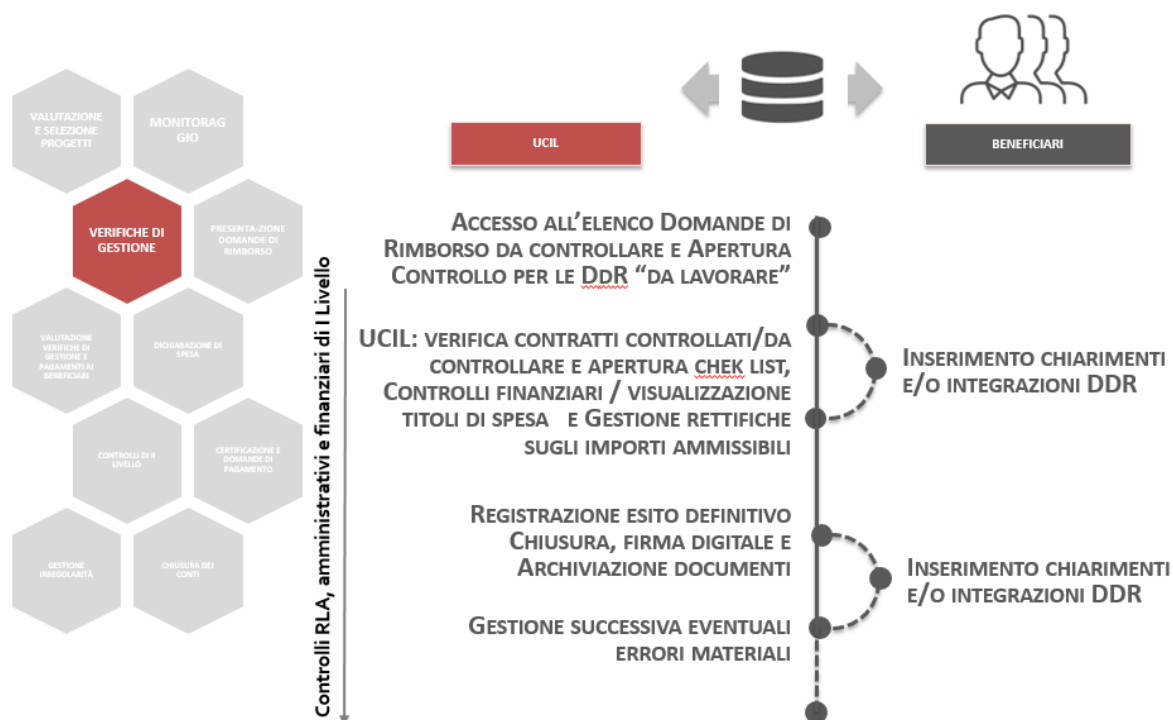 VALUTAZIONE
E SELEZIONE
PROGETTI
MONITORAG
GIO
VERIFICHE DI
GESTIONE
PRESENTA-ZIONE
DOMANDE DI
RIMBORSO
VALUTAZIONE
VERIFICHE DI
GESTIONE E
PAGAMENTI AI
BENEFICIARI
DICHIARAZIONE DI
SPESA
CONTROLLI DI II
LIVELLO
CERTIFICAZIONE E
DOMANDE DI
PAGAMENTO
GESTIONE
IRREGOLARITÀ
CHIUSURA DEI
CONTI
Controlli RLA, amministrativi e finanziari di I Livello
UCIL
BENEFICIARI
ACCESSO ALL'ELENCO DOMANDE DI
RIMBORSO DA CONTROLLARE E APERTURA
CONTROLLO PER LE DDR “DA LAVORARE”
UCIL: VERIFICA CONTRATTI CONTROLLATI/DA
CONTROLLARE E APERTURA CHEK LIST,
CONTROLLI FINANZIARI / VISUALIZZAZIONE
TITOLI DI SPESA E GESTIONE RETTIFICHE
SUGLI IMPORTI AMMISSIBILI
INSERIMENTO CHIARIMENTI
E/O INTEGRAZIONI DDR
REGISTRAZIONE ESITO DEFINITIVO
CHIUSURA, FIRMA DIGITALE E
ARCHIVIAZIONE DOCUMENTI
INSERIMENTO CHIARIMENTI
E/O INTEGRAZIONI DDR
GESTIONE SUCCESSIVA EVENTUALI
ERRORI MATERIALI